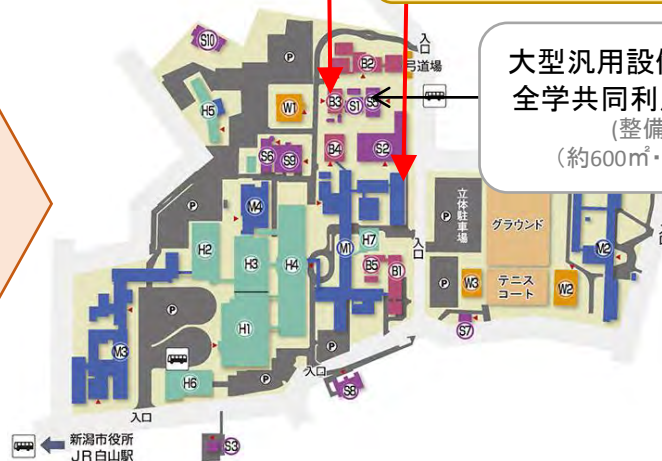 S10
P
入口
B2
弓道場
大型汎用設
全学共同利
(整備
(約600㎡・
H5
W1
B3
S1
S5
S6
S9
B4
S2
P
M4
H2
H3
H4
M1
H7
入口
B5
B1
P
立体駐車場
グラウンド
M2
入口
P
W3
テニス
コート
W2
S7
M3
P
H1
P
H6
P
入口
入口
S8
新潟市役所
JR白山駅
S3